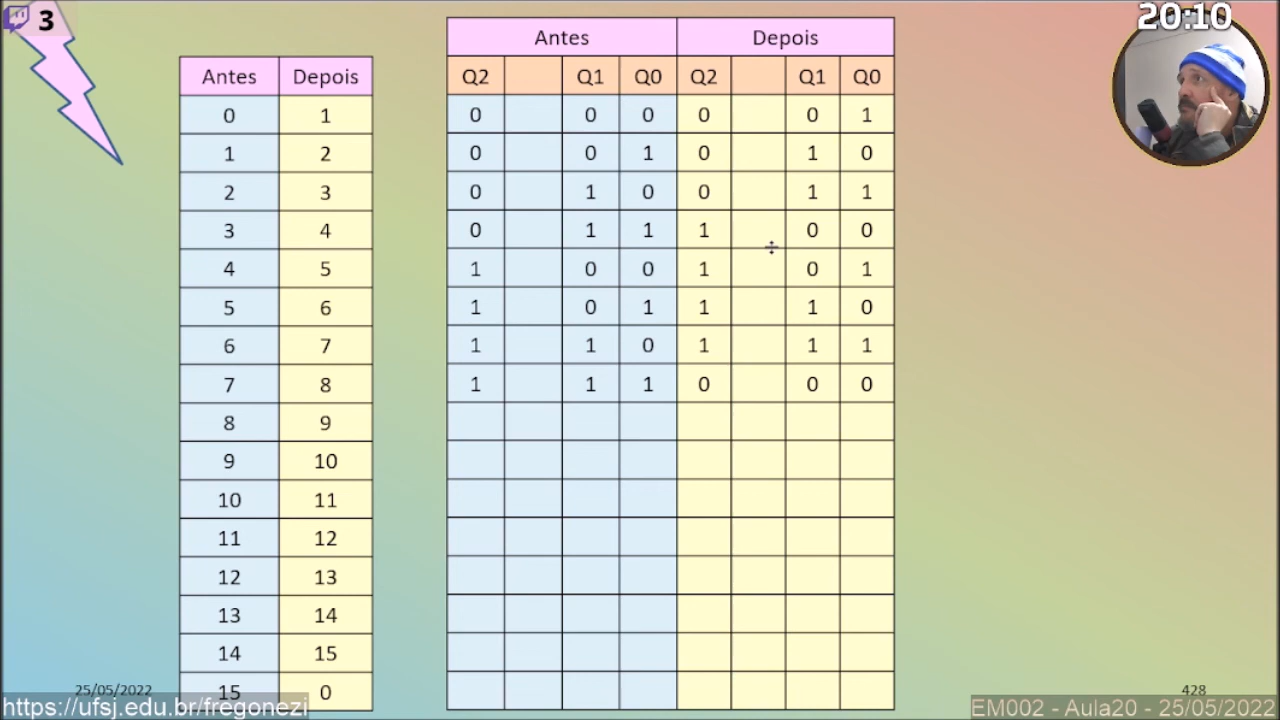 3
20:10
Antes Depois
Antes Depois Q2 Q1 Q0 Q2 Q1 Q0
0 1 0 0 0 0 0 1
1 2 0 0 1 0 1 0
2 3 0 1 0 0 1 1
3 4 0 1 1 1 0 0
4 5 1 0 0 1 0 1
5 6 1 0 1 1 1 0
6 7 1 1 0 1 1 1
7 8 1 1 1 0 0 0
8 9
9 10
10 11
11 12
12 13
13 14
14 15
15 0
25/05/2022
428
https://ufsj.edu.br/fregonezi
EM002 - Aula20 - 25/05/2022